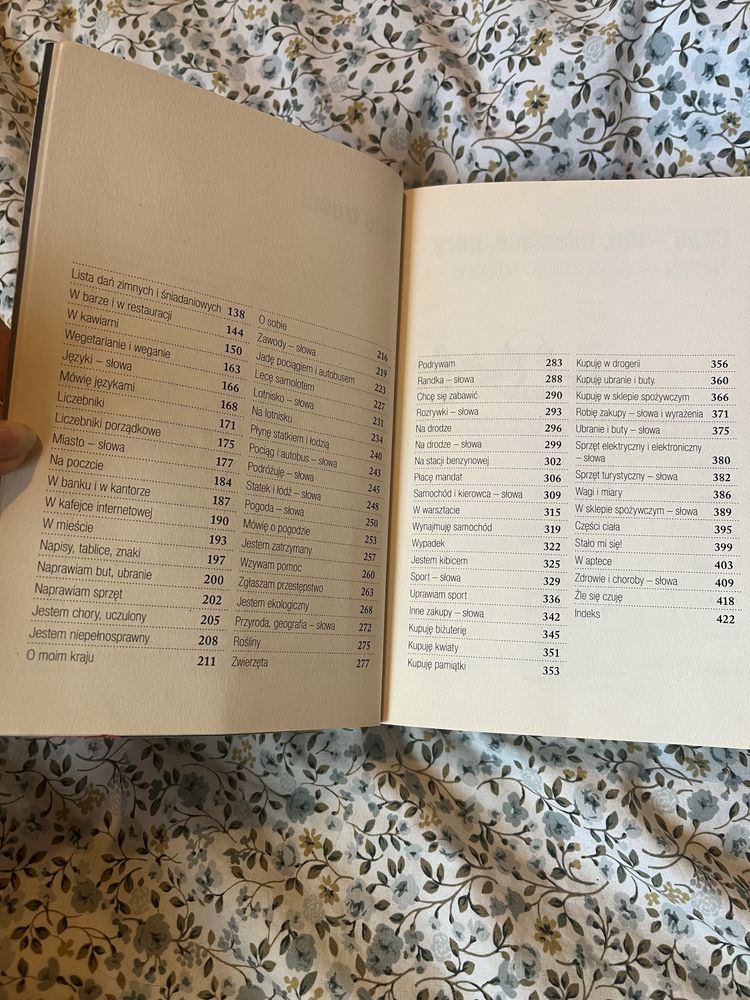 Lista dań zimnych i śniadaniowych 138
W barze i w restauracji 144
W kawiarni 150
Wegetarianie i weganie 163
Języki – słowa 166
Mówię językami 168
Liczebniki 171
Liczebniki porządkowe 175
Miasto – słowa 177
Na poczcie 184
W banku i w kantorze 187
W kafejce internetowej 190
W mieście 193
Napisy, tablice, znaki 197
Naprawiam but, ubranie 200
Naprawiam sprzęt 202
Jestem chory, uczulony 205
Jestem niepełnosprawny 208
O moim kraju 211
O sobie 216
Zawody – słowa 219
Jadę pociągiem i autobusem 223
Lecę samolotem 227
Lotnisko – słowa 231
Na lotnisku 234
Płynę statkiem i łodzią 240
Pociąg i autobus – słowa 243
Podróżuję – słowa 245
Statek i łódź – słowa 248
Pogoda – słowa 250
Mówię o pogodzie 253
Jestem zatrzymany 257
Wzywam pomoc 260
Zgłaszam przestępstwo 263
Jestem ekologiczny 268
Przyroda, geografia – słowa 272
Rośliny 275
Zwierzęta 277
Podrywam 283
Randka – słowa 288
Chcę się zabawić 290
Rozrywki – słowa 293
Na drodze 296
Na drodze – słowa 299
Na stacji benzynowej 302
Płacę mandat 306
Samochód i kierowca – słowa 309
W warsztacie 315
Wynajmuję samochód 319
Wypadek 322
Jestem kibicem 325
Sport – słowa 329
Uprawiam sport 336
Inne zakupy – słowa 342
Kupuję biżuterię 345
Kupuję kwiaty 351
Kupuję pamiątki 353
Kupuję w drogerii 356
Kupuję ubranie i buty. 360
Kupuję w sklepie spożywczym 366
Robię zakupy – słowa i wyrażenia 371
Ubranie i buty – słowa 375
Sprzęt elektryczny i elektroniczny
– słowa 380
Sprzęt turystyczny – słowa 382
Wagi i miary 386
W sklepie spożywczym – słowa 389
Części ciała 395
Stało mi się! 399
W aptece 403
Zdrowie i choroby – słowa 409
Źle się czuję 418
Indeks 422